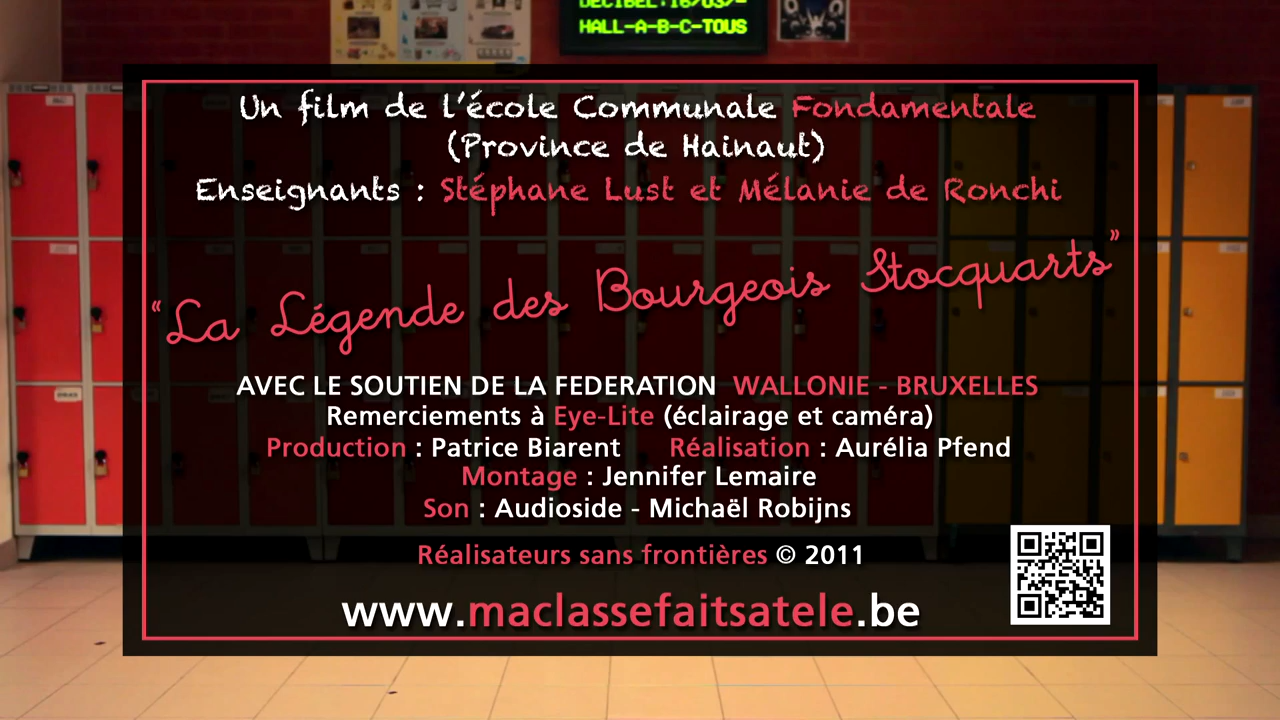 DECIBEL:16/03/-
HALL-A-B-C-TOUS
Un film de l'école Communale Fondamentale
(Province de Hainaut)
Enseignants : Stéphane Lust et Mélanie de Ronchi
“La Légende des Bourgeois Stocquarts”
AVEC LE SOUTIEN DE LA FEDERATION WALLONIE - BRUXELLES
Remerciements à Eye-Lite (éclairage et caméra)
Production : Patrice Biarent Réalisation : Aurélia Pfend
Montage : Jennifer Lemaire
Son : Audioside - Michaël Robijns
Réalisateurs sans frontières © 2011
www.maclassefaitsatele.be